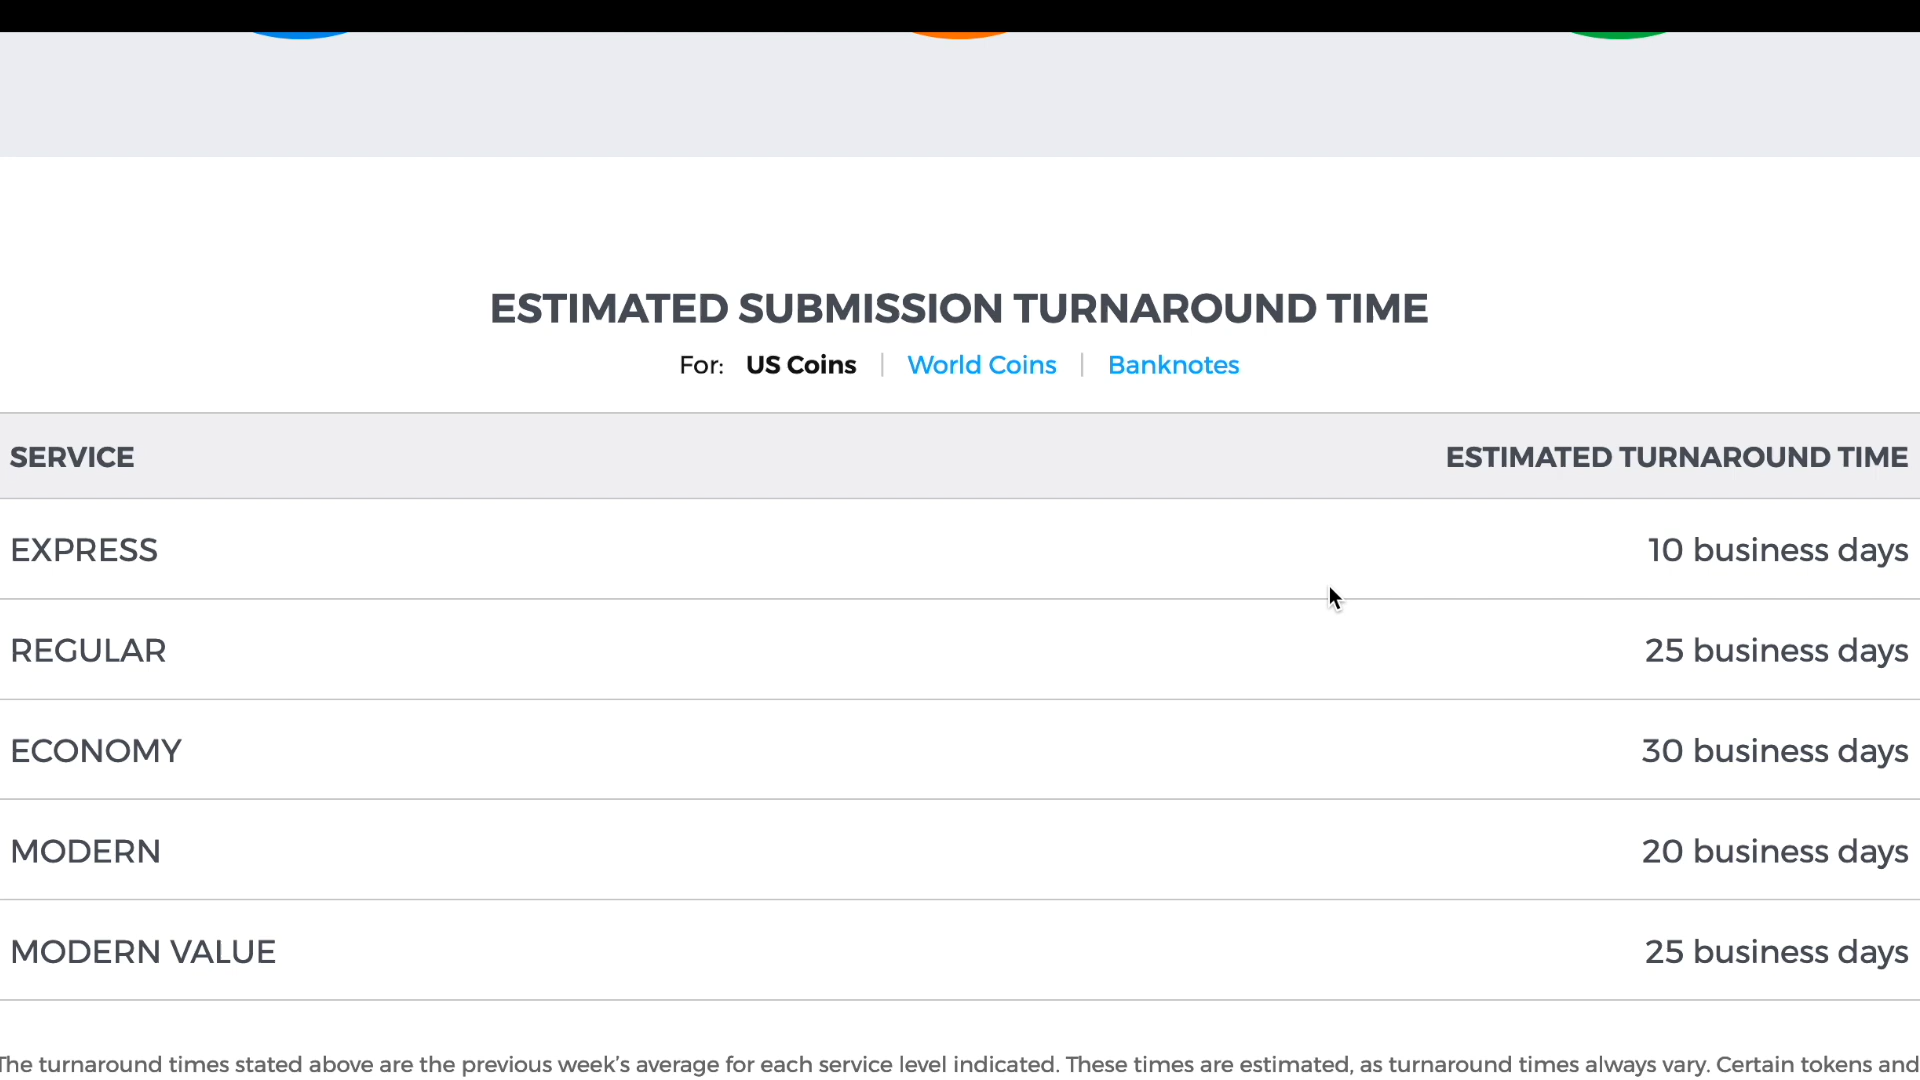 ESTIMATED SUBMISSION TURNAROUND TIME
For: US Coins | World Coins | Banknotes
SERVICE ESTIMATED TURNAROUND TIME
EXPRESS 10 business days
REGULAR 25 business days
ECONOMY 30 business days
MODERN 20 business days
MODERN VALUE 25 business days
The turnaround times stated above are the previous week's average for each service level indicated. These times are estimated, as turnaround times always vary. Certain tokens and